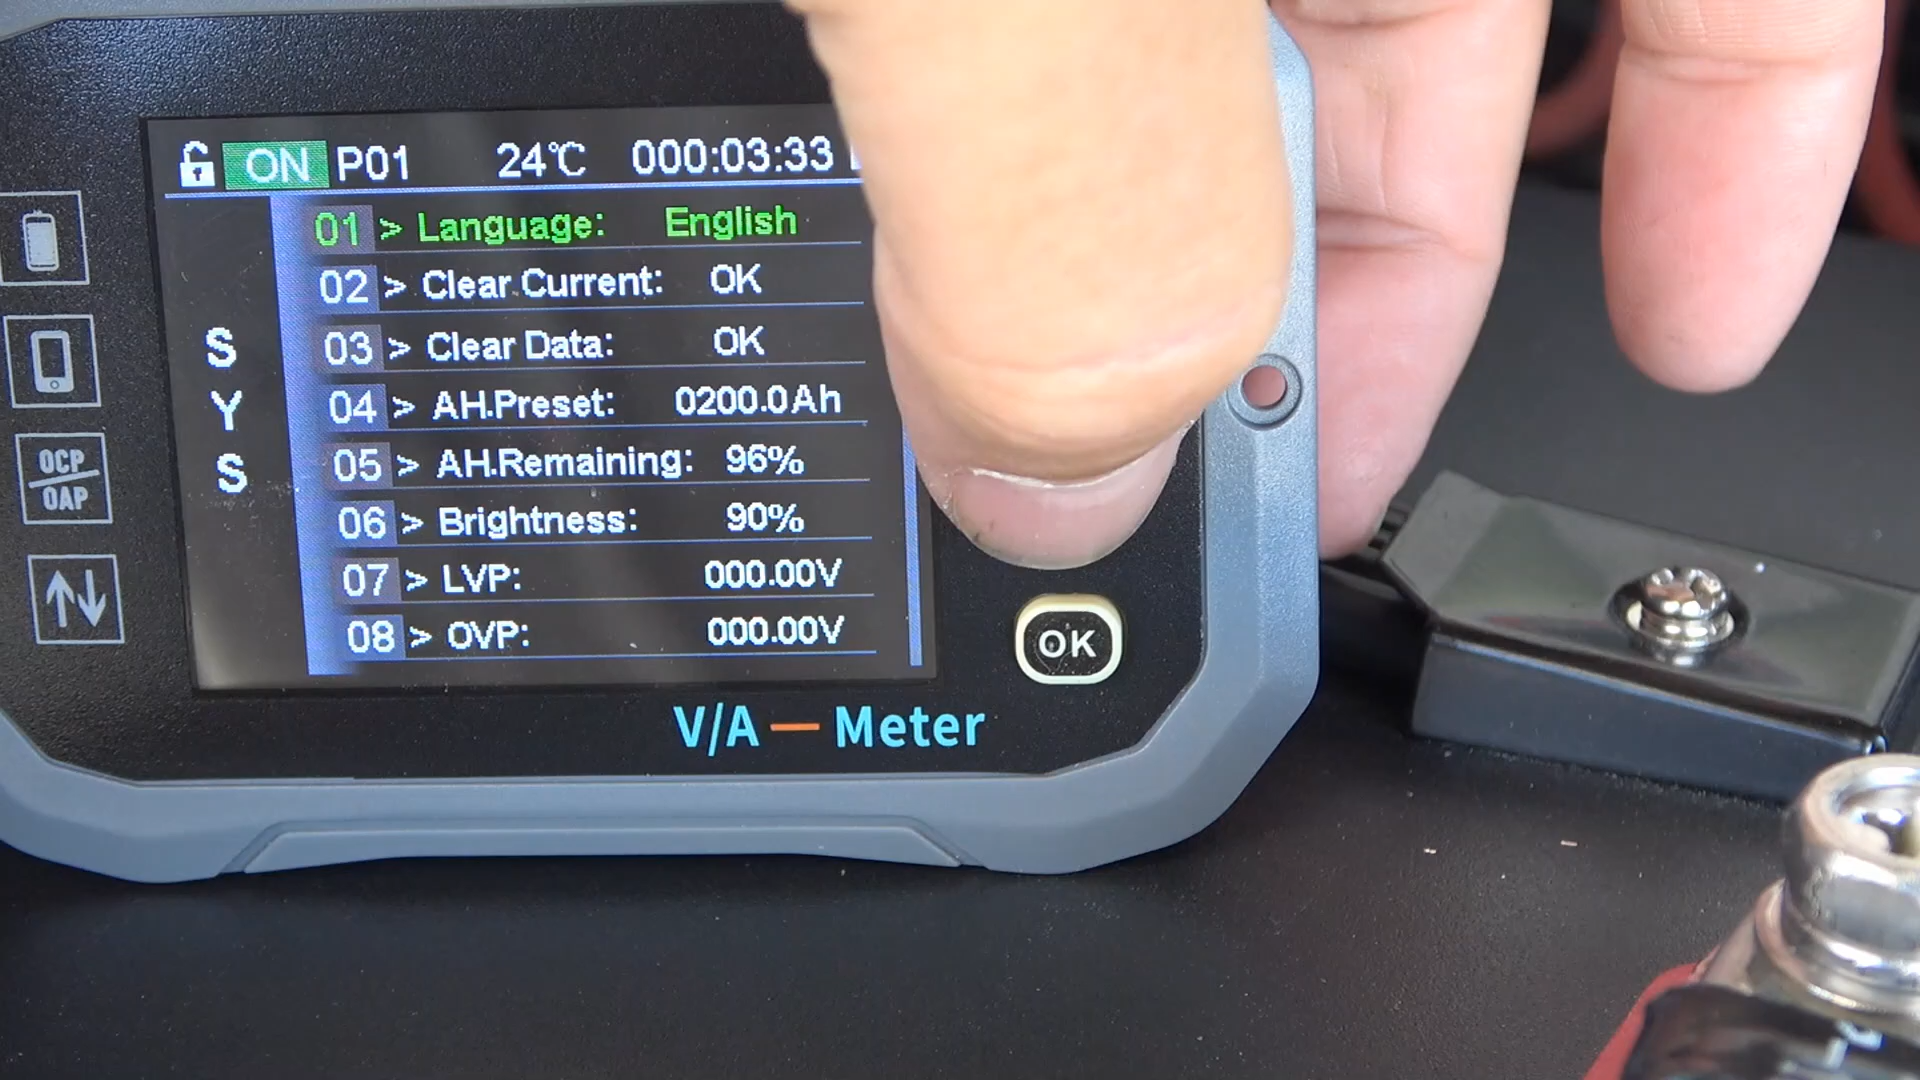 ON P01 24℃ 000:03:33
01 > Language: English
02 > Clear Current: OK
03 > Clear Data: OK
04 > AH.Preset: 0200.0Ah
05 > AH.Remaining: 96%
06 > Brightness: 90%
07 > LVP: 000.00V
08 > OVP: 000.00V
S
Y
S
OCP
OAP
OK
V/A — Meter